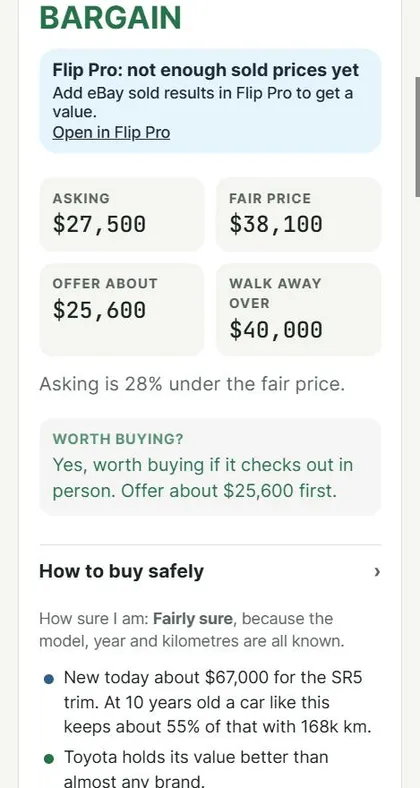 BARGAIN
Flip Pro: not enough sold prices yet
Add eBay sold results in Flip Pro to get a
value.
Open in Flip Pro
ASKING
$27,500
FAIR PRICE
$38,100
OFFER ABOUT
$25,600
WALK AWAY
OVER
$40,000
Asking is 28% under the fair price.
WORTH BUYING?
Yes, worth buying if it checks out in
person. Offer about $25,600 first.
How to buy safely ›
How sure I am: Fairly sure, because the
model, year and kilometres are all known.
New today about $67,000 for the SR5
trim. At 10 years old a car like this
keeps about 55% of that with 168k km.
Toyota holds its value better than
almost any brand.